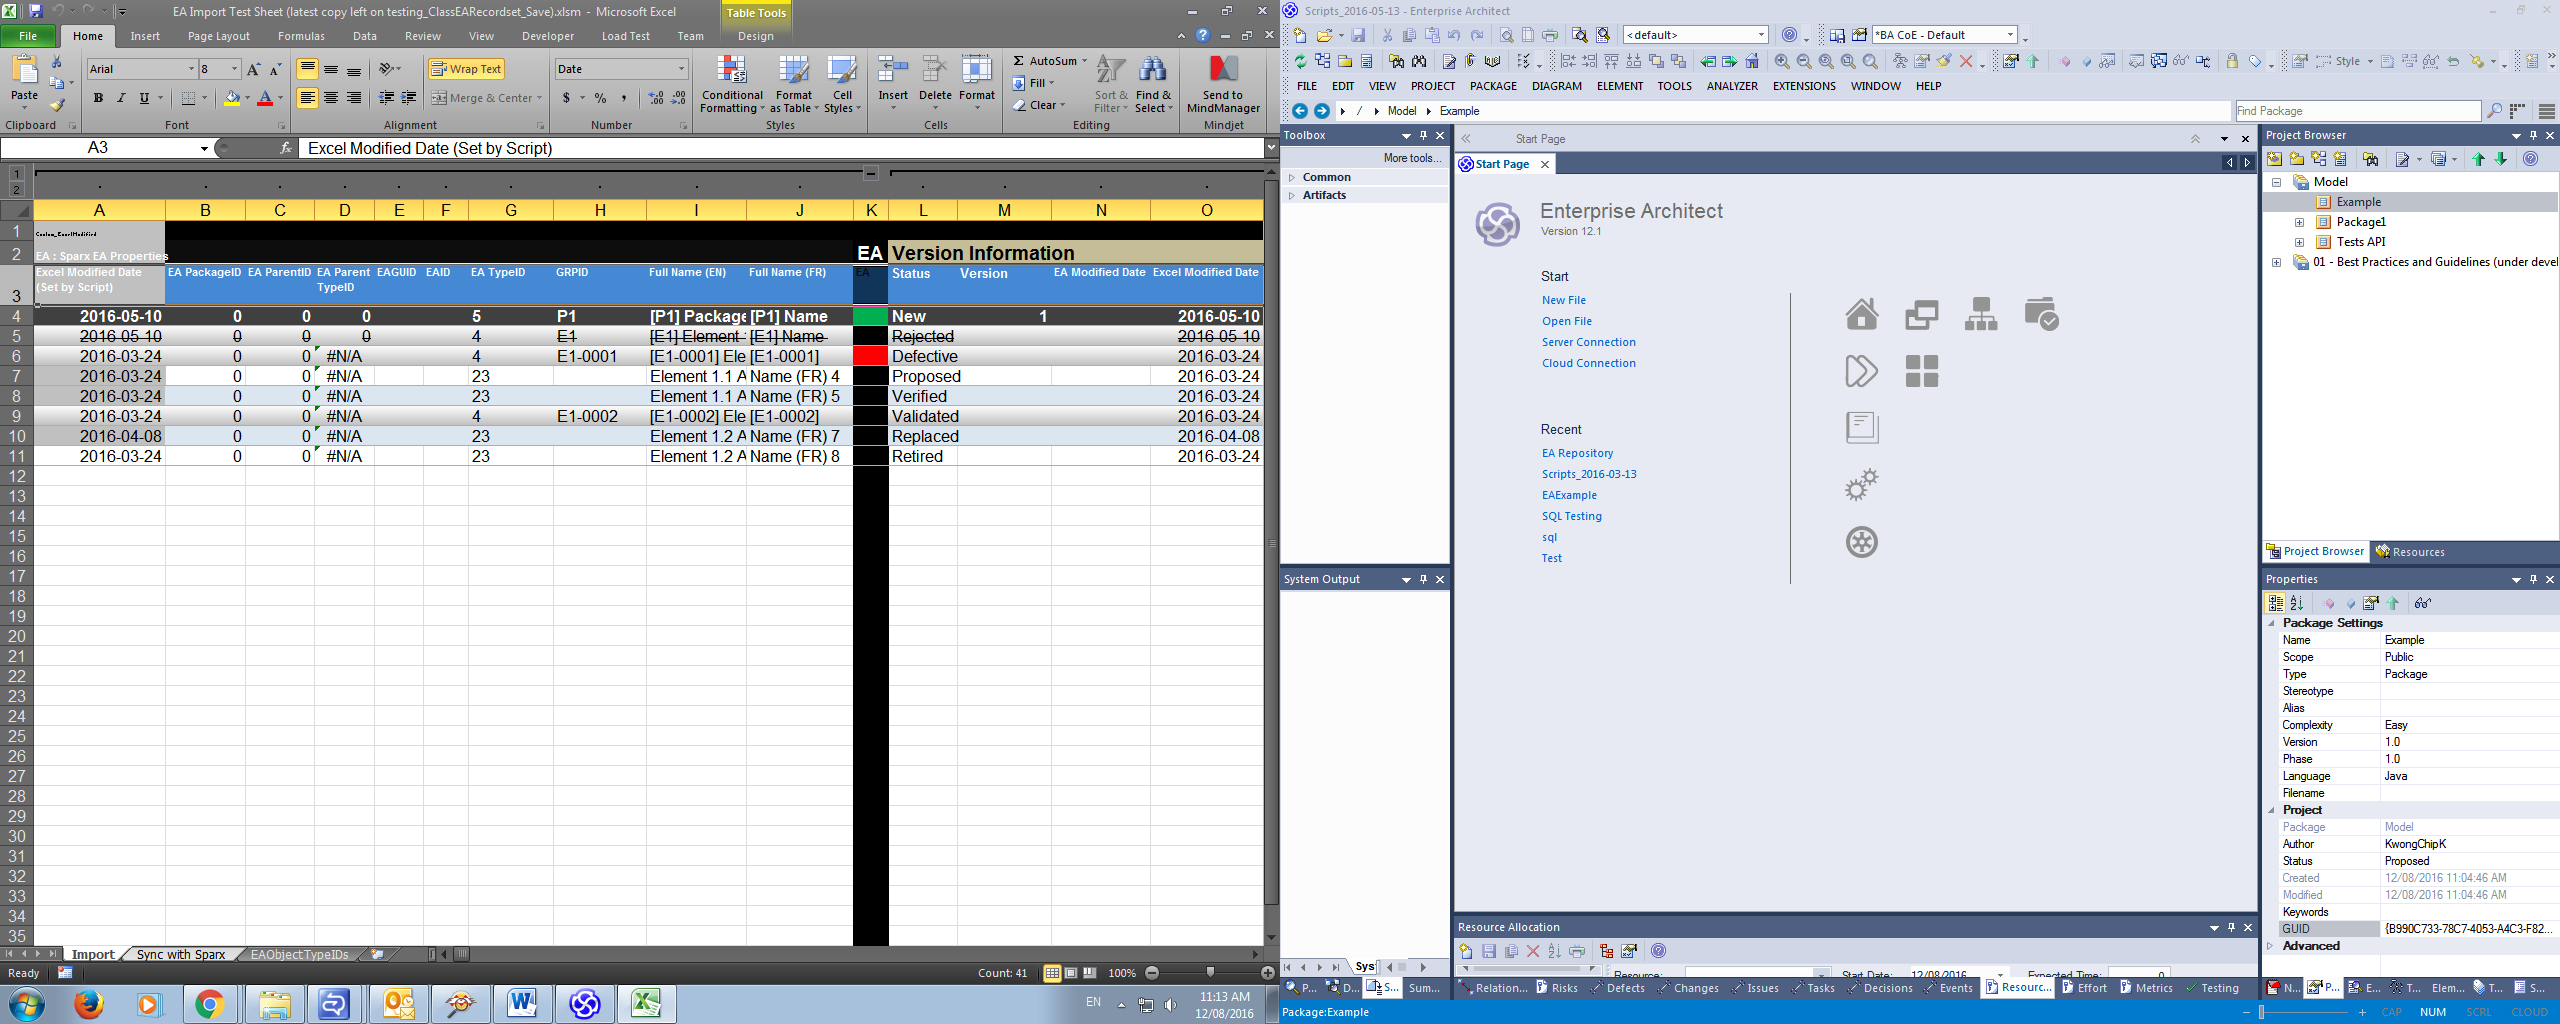 EA Import Test Sheet (latest copy left on testing_ClassEARecordset_Save).xlsm - Microsoft Excel
Table Tools
File Home Insert Page Layout Formulas Data Review View Developer Load Test Team Design
Arial 8 Wrap Text Date AutoSum
Fill
Clear
Paste Merge & Center Conditional Formatting Format as Table Cell Styles Insert Delete Format Sort & Filter Find & Select Send to MindManager
Clipboard Font Alignment Number Styles Cells Editing Mindjet
A3 fx Excel Modified Date (Set by Script)
1
2
A B C D E F G H I J K L M N O
1 Custom_ExcelModified
2 EA : Sparx EA Properties EA Version Information
3 Excel Modified Date (Set by Script) EA PackageID EA ParentID EA Parent TypeID EAGUID EAID EA TypeID GRPID Full Name (EN) Full Name (FR) EA Status Version EA Modified Date Excel Modified Date
4 2016-05-10 0 0 0 5 P1 [P1] Package [P1] Name New 1 2016-05-10
5 2016-05-10 0 0 0 4 E1 [E1] Element [E1] Name Rejected 2016-05-10
6 2016-03-24 0 0 #N/A 4 E1-0001 [E1-0001] Ele [E1-0001] Defective 2016-03-24
7 2016-03-24 0 0 #N/A 23 Element 1.1 A Name (FR) 4 Proposed 2016-03-24
8 2016-03-24 0 0 #N/A 23 Element 1.1 A Name (FR) 5 Verified 2016-03-24
9 2016-03-24 0 0 #N/A 4 E1-0002 [E1-0002] Ele [E1-0002] Validated 2016-03-24
10 2016-04-08 0 0 #N/A 23 Element 1.2 A Name (FR) 7 Replaced 2016-04-08
11 2016-03-24 0 0 #N/A 23 Element 1.2 A Name (FR) 8 Retired 2016-03-24
12
13
14
15
16
17
18
19
20
21
22
23
24
25
26
27
28
29
30
31
32
33
34
35
Import Sync with Sparx EAObjectTypeIDs
Ready Count: 41 100%
EN 11:13 AM
12/08/2016
Scripts_2016-05-13 - Enterprise Architect
<default> *BA CoE - Default
Style
FILE EDIT VIEW PROJECT PACKAGE DIAGRAM ELEMENT TOOLS ANALYZER EXTENSIONS WINDOW HELP
/ Model Example Find Package
Toolbox
More tools...
Common
Artifacts
System Output
Sys
P... D... S... Sum...
Start Page
Start Page
Enterprise Architect
Version 12.1
Start
New File
Open File
Server Connection
Cloud Connection
Recent
EA Repository
Scripts_2016-03-13
EAExample
SQL Testing
sql
Test
Resource Allocation
Resource: Start Date: 12/08/2016 Expected Time: 0
Relation... Risks Defects Changes Issues Tasks Decisions Events Resourc... Effort Metrics Testing
Project Browser
Model
Example
Package1
Tests API
01 - Best Practices and Guidelines (under devel
Project Browser Resources
Properties
Package Settings
Name Example
Scope Public
Type Package
Stereotype
Alias
Complexity Easy
Version 1.0
Phase 1.0
Language Java
Filename
Project
Package Model
Author KwongChipK
Status Proposed
Created 12/08/2016 11:04:46 AM
Modified 12/08/2016 11:04:46 AM
Keywords
GUID {B990C733-78C7-4053-A4C3-F82...
Advanced
N... P... E... T... Elem... T... S...
Package:Example CAP NUM SCRL CLOUD